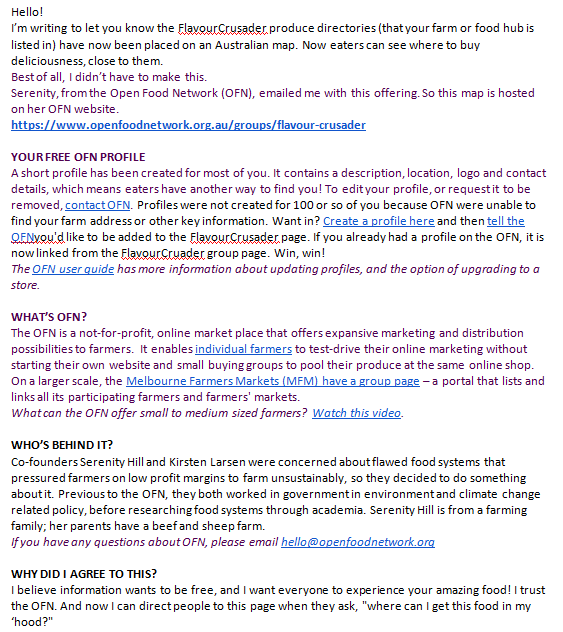 Hello!
I'm writing to let you know the FlavourCrusader produce directories (that your farm or food hub is
listed in) have now been placed on an Australian map. Now eaters can see where to buy
deliciousness, close to them.
Best of all, I didn't have to make this.
Serenity, from the Open Food Network (OFN), emailed me with this offering. So this map is hosted
on her OFN website.
https://www.openfoodnetwork.org.au/groups/flavour-crusader
YOUR FREE OFN PROFILE
A short profile has been created for most of you. It contains a description, location, logo and contact
details, which means eaters have another way to find you! To edit your profile, or request it to be
removed, contact OFN. Profiles were not created for 100 or so of you because OFN were unable to
find your farm address or other key information. Want in? Create a profile here and then tell the
OFNyou'd like to be added to the FlavourCrusader page. If you already had a profile on the OFN, it is
now linked from the FlavourCruader group page. Win, win!
The OFN user guide has more information about updating profiles, and the option of upgrading to a
store.
WHAT'S OFN?
The OFN is a not-for-profit, online market place that offers expansive marketing and distribution
possibilities to farmers. It enables individual farmers to test-drive their online marketing without
starting their own website and small buying groups to pool their produce at the same online shop.
On a larger scale, the Melbourne Farmers Markets (MFM) have a group page – a portal that lists and
links all its participating farmers and farmers' markets.
What can the OFN offer small to medium sized farmers? Watch this video.
WHO'S BEHIND IT?
Co-founders Serenity Hill and Kirsten Larsen were concerned about flawed food systems that
pressured farmers on low profit margins to farm unsustainably, so they decided to do something
about it. Previous to the OFN, they both worked in government in environment and climate change
related policy, before researching food systems through academia. Serenity Hill is from a farming
family; her parents have a beef and sheep farm.
If you have any questions about OFN, please email hello@openfoodnetwork.org
WHY DID I AGREE TO THIS?
I believe information wants to be free, and I want everyone to experience your amazing food! I trust
the OFN. And now I can direct people to this page when they ask, "where can I get this food in my
'hood?"